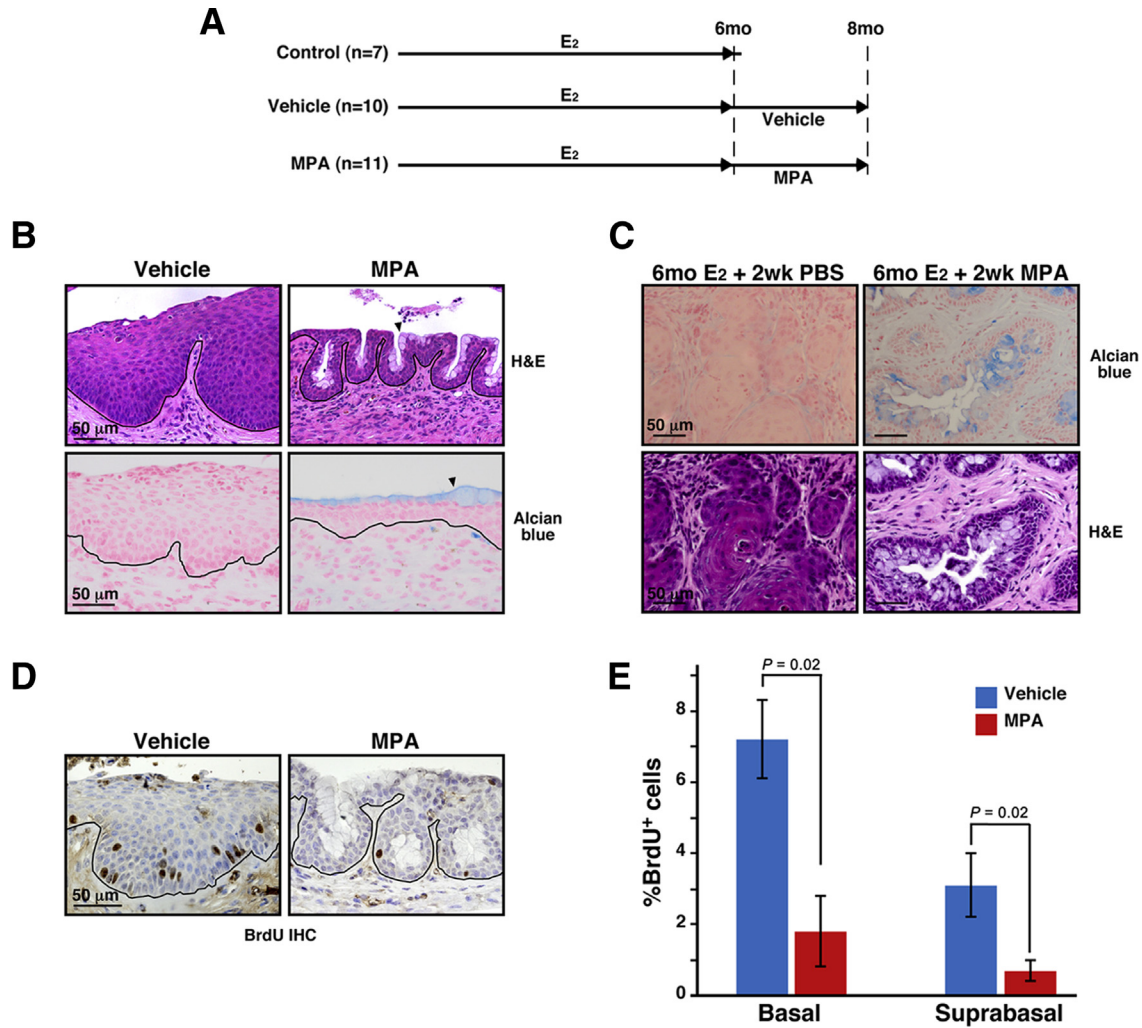 A
6mo 8mo
Control (n=7) E2
Vehicle (n=10) E2 Vehicle
MPA (n=11) E2 MPA
B
Vehicle MPA
H&E
50 μm
Alcian
blue
50 μm
C
6mo E2 + 2wk PBS 6mo E2 + 2wk MPA
Alcian
blue
50 μm
H&E
50 μm
D
Vehicle MPA
50 μm
BrdU IHC
E
P = 0.02
Vehicle
MPA
P = 0.02
%BrdU+ cells
8
6
4
2
0
Basal Suprabasal